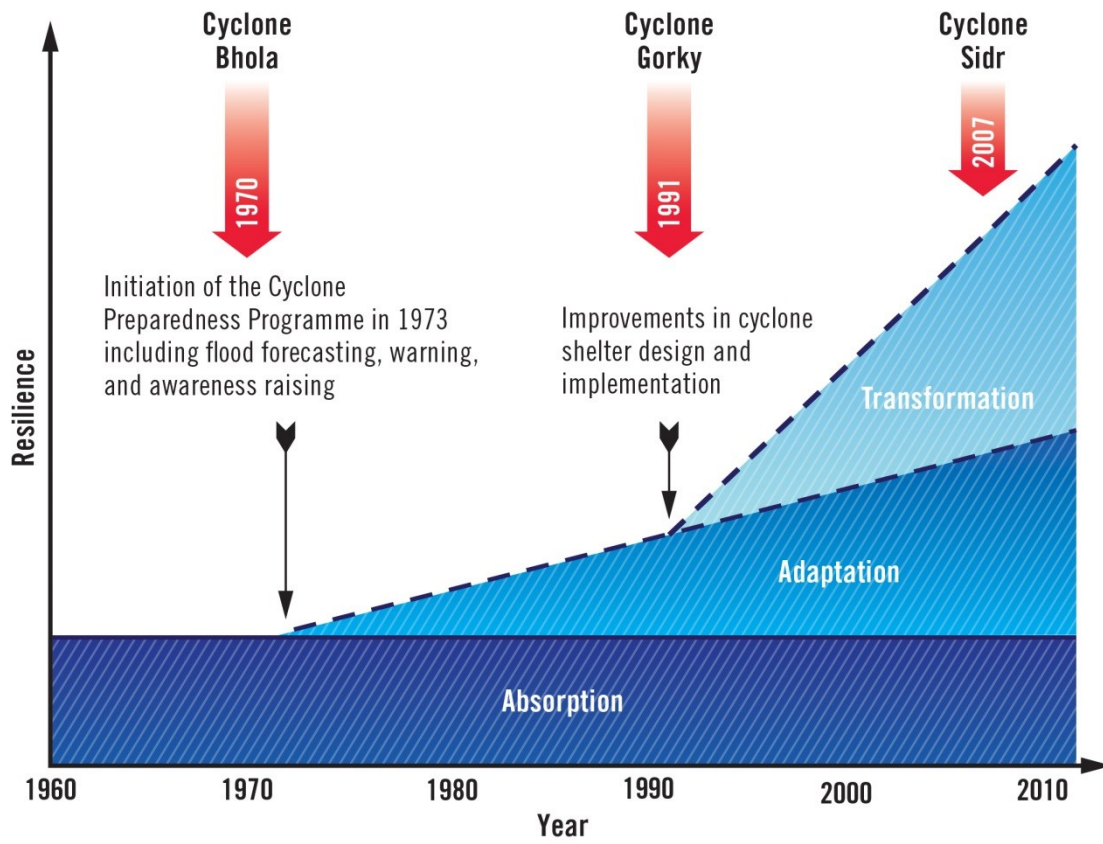 Cyclone
Bhola
Cyclone
Gorky
Cyclone
Sidr
1970
1991
2007
Initiation of the Cyclone
Preparedness Programme in 1973
including flood forecasting, warning,
and awareness raising
Improvements in cyclone
shelter design and
implementation
Resilience
Transformation
Adaptation
Absorption
1960
1970
1980
1990
2000
2010
Year